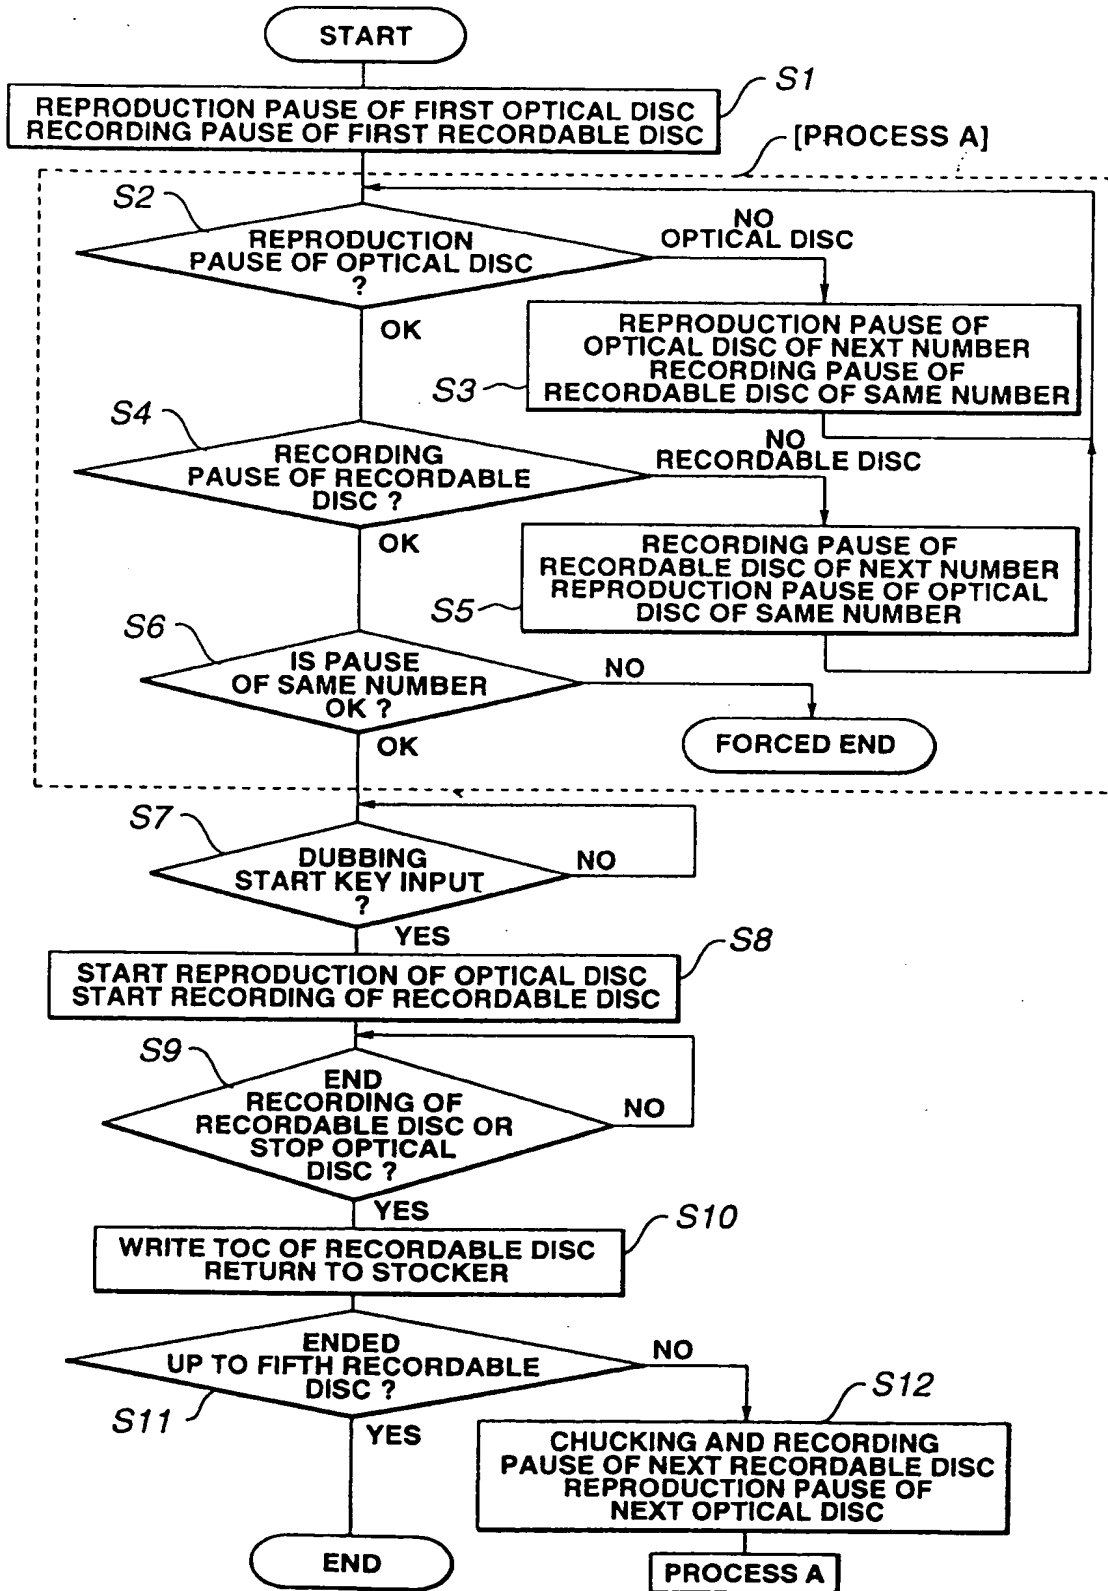 START
S1
REPRODUCTION PAUSE OF FIRST OPTICAL DISC
RECORDING PAUSE OF FIRST RECORDABLE DISC
[PROCESS A]
S2
REPRODUCTION
PAUSE OF OPTICAL DISC
?
NO
OPTICAL DISC
OK
REPRODUCTION PAUSE OF
OPTICAL DISC OF NEXT NUMBER
RECORDING PAUSE OF
RECORDABLE DISC OF SAME NUMBER
S3
S4
RECORDING
PAUSE OF RECORDABLE
DISC ?
NO
RECORDABLE DISC
OK
RECORDING PAUSE OF
RECORDABLE DISC OF NEXT NUMBER
REPRODUCTION PAUSE OF OPTICAL
DISC OF SAME NUMBER
S5
S6
IS PAUSE
OF SAME NUMBER
OK ?
NO
OK
FORCED END
S7
DUBBING
START KEY INPUT
?
NO
YES
S8
START REPRODUCTION OF OPTICAL DISC
START RECORDING OF RECORDABLE DISC
S9
END
RECORDING OF
RECORDABLE DISC OR
STOP OPTICAL
DISC ?
NO
YES
S10
WRITE TOC OF RECORDABLE DISC
RETURN TO STOCKER
ENDED
UP TO FIFTH RECORDABLE
DISC ?
NO
S11
YES
S12
CHUCKING AND RECORDING
PAUSE OF NEXT RECORDABLE DISC
REPRODUCTION PAUSE OF
NEXT OPTICAL DISC
END
PROCESS A